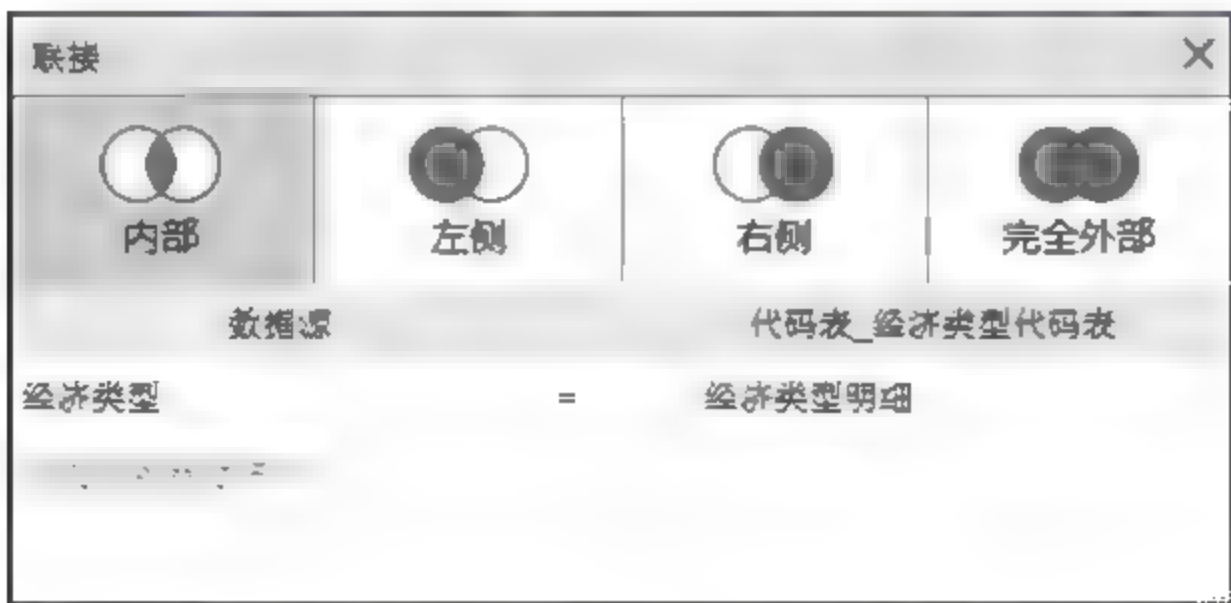 联接
内部 左侧 右侧 完全外部
数据源 代码表_经济类型代码表
经济类型 = 经济类型明细